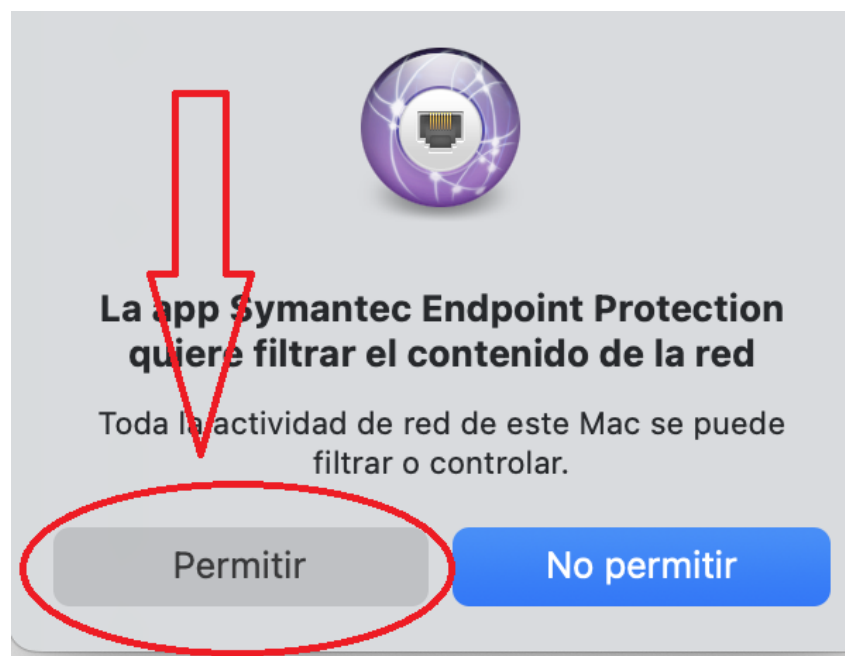 La app Symantec Endpoint Protection
quiere filtrar el contenido de la red
Toda la actividad de red de este Mac se puede
filtrar o controlar.
Permitir
No permitir